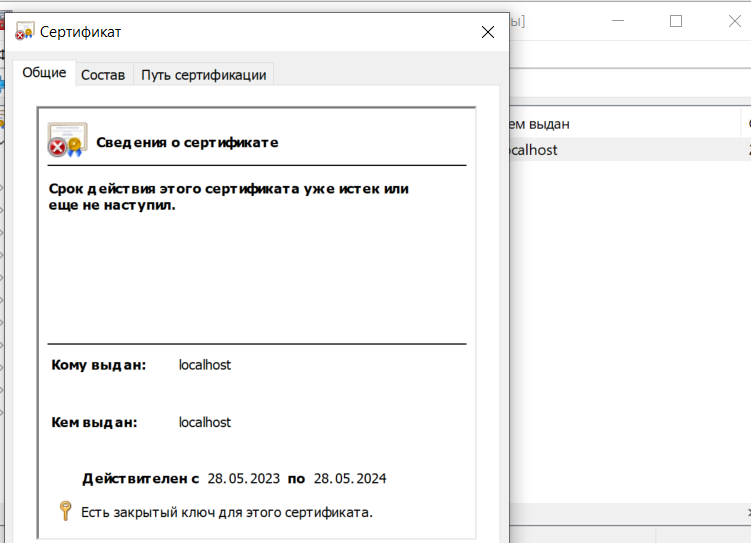 Сертификат
ы]
Общие
Состав
Путь сертификации
ем выдан
ocalhost
Сведения о сертификате
Срок действия этого сертификата уже истек или
еще не наступил.
Кому выдан: localhost
Кем выдан: localhost
Действителен с 28.05.2023 по 28.05.2024
Есть закрытый ключ для этого сертификата.